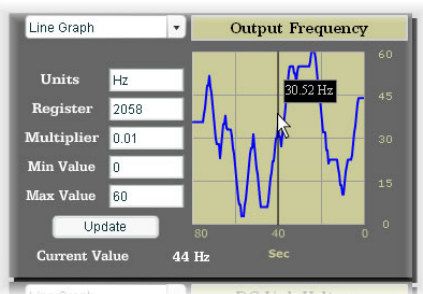 Line Graph
Output Frequency
Units Hz
Register 2058
Multiplier 0.01
Min Value 0
Max Value 60
Update
Current Value 44 Hz
60
45
30
15
0
30.52 Hz
80 40 0
Sec